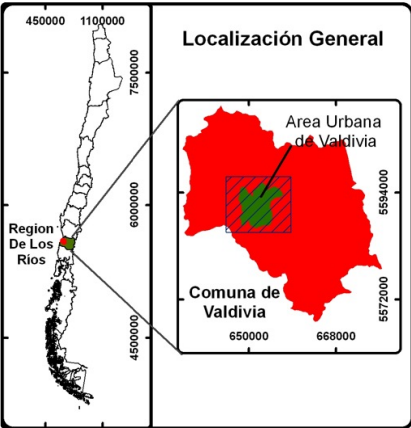 450000 1100000
Localización General
7500000
Area Urbana
de Valdivia
6000000
5594000
Region
De Los
Rios
Comuna de
Valdivia
5572000
4500000
650000 668000